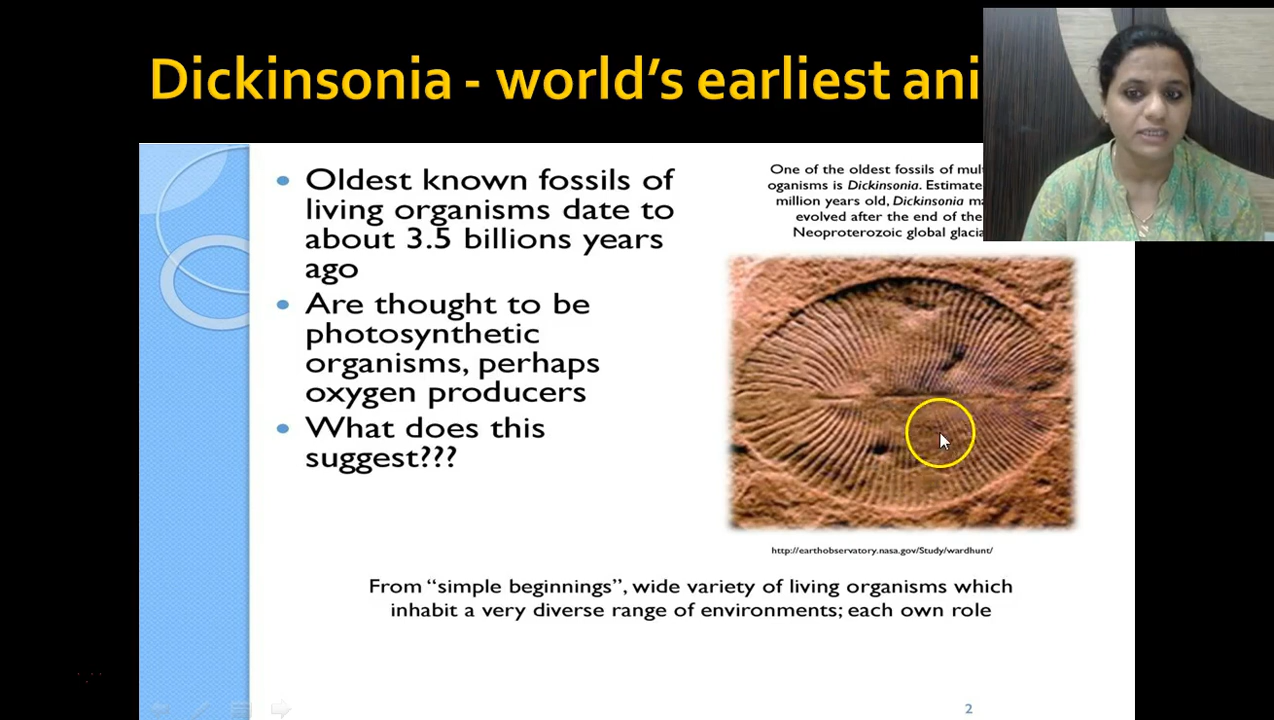 Dickinsonia - world's earliest ani
• Oldest known fossils of
living organisms date to
about 3.5 billions years
ago
• Are thought to be
photosynthetic
organisms, perhaps
oxygen producers
• What does this
suggest???
One of the oldest fossils of mul
oganisms is Dickinsonia. Estimate
million years old, Dickinsonia ma
evolved after the end of the
Neoproterozoic global glacia
http://earthobservatory.nasa.gov/Study/wardhunt/
From “simple beginnings”, wide variety of living organisms which
inhabit a very diverse range of environments; each own role
2